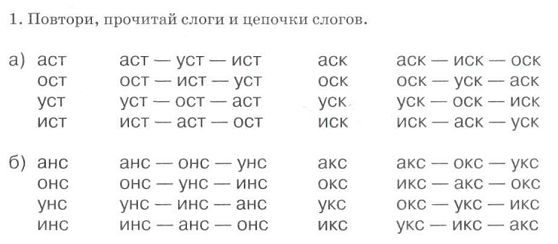 1. Повтори, прочитай слоги и цепочки слогов.
а) аст аст — уст — ист аск аск — иск — оск
ост ост — ист — уст оск оск — уск — аск
уст уст — ост — аст уск уск — оск — иск
ист ист — аст — ост иск иск — аск — уск
б) анс анс — онс — унс акс акс — окс — укс
онс онс — унс — инс окс икс — акс — окс
унс унс — инс — анс укс окс — укс — икс
инс инс — анс — онс икс укс — икс — акс